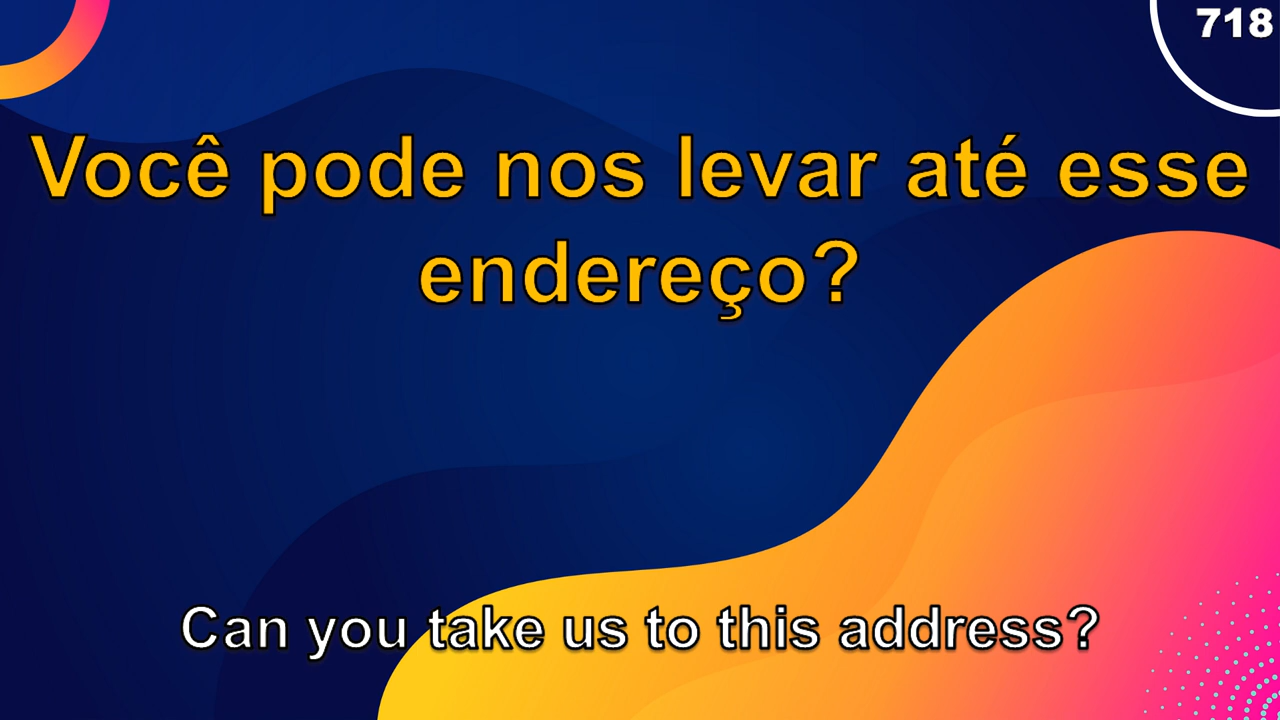 718
Você pode nos levar até esse
endereço?
Can you take us to this address?